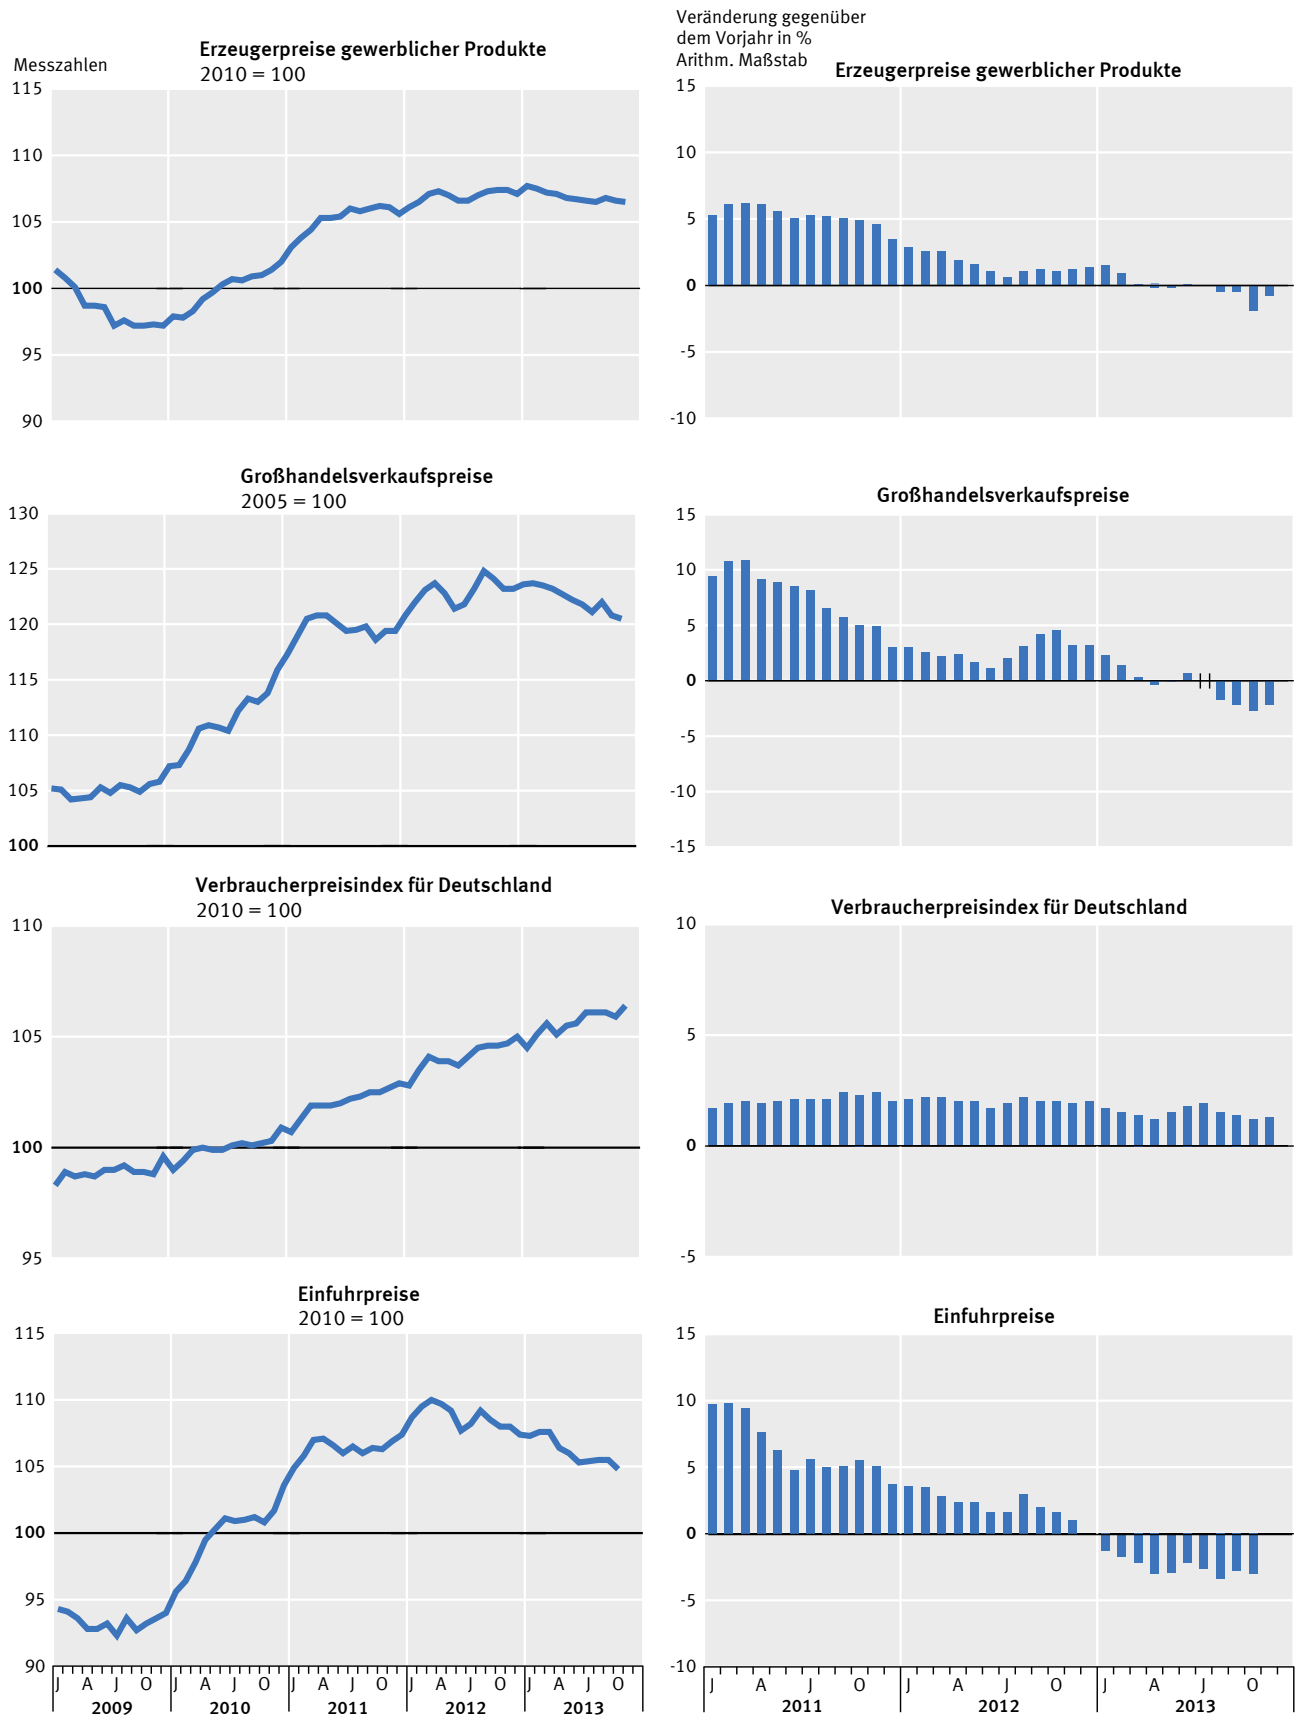 Messzahlen
Erzeugerpreise gewerblicher Produkte
2010 = 100
115
110
105
100
95
90
Veränderung gegenüber
dem Vorjahr in %
Arithm. Maßstab
Erzeugerpreise gewerblicher Produkte
15
10
5
0
-5
-10
Großhandelsverkaufspreise
2005 = 100
130
125
120
115
110
105
100
Großhandelsverkaufspreise
15
10
5
0
-5
-10
-15
Verbraucherpreisindex für Deutschland
2010 = 100
110
105
100
95
Verbraucherpreisindex für Deutschland
10
5
0
-5
Einfuhrpreise
2010 = 100
115
110
105
100
95
90
J A J O J A J O J A J O J A J O J A J O
2009 2010 2011 2012 2013
Einfuhrpreise
15
10
5
0
-5
-10
J A J O J A J O J A J O
2011 2012 2013